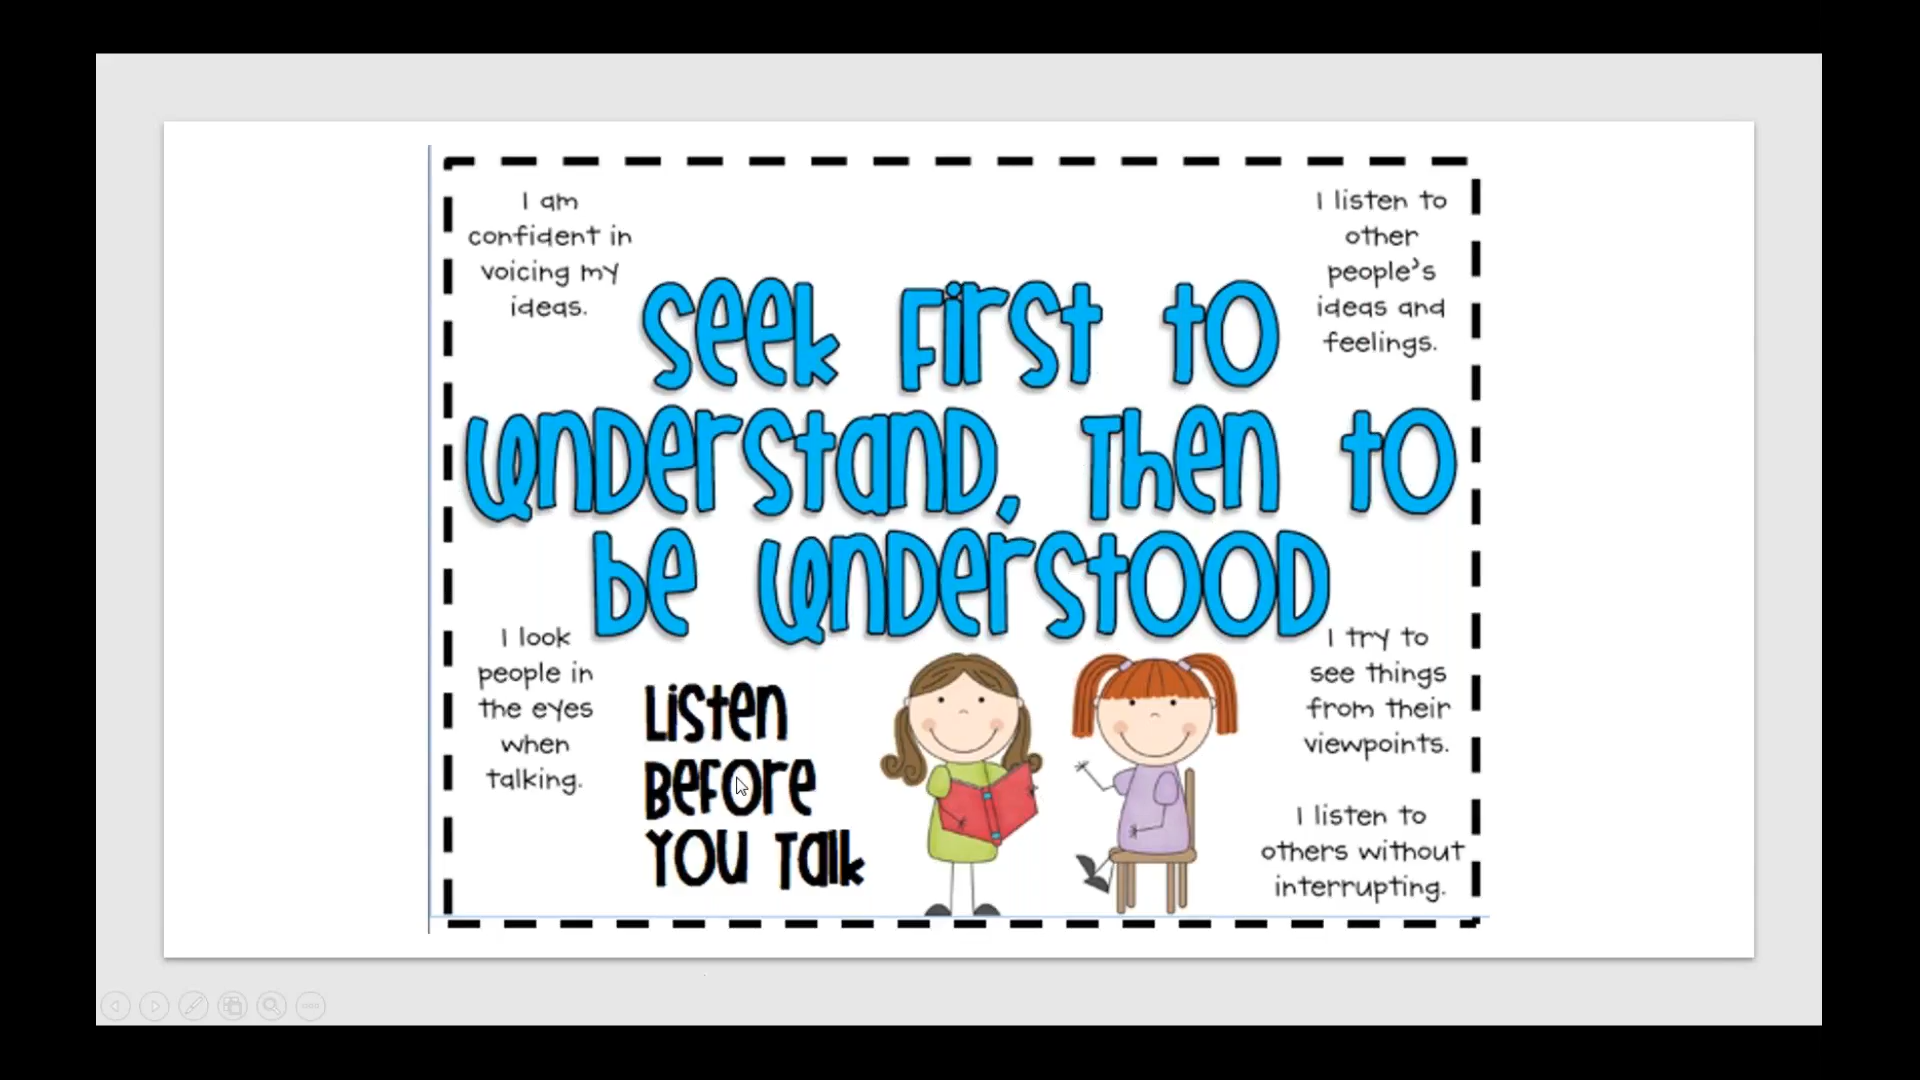 I am
confident in
voicing my
ideas.
I listen to
other
people's
ideas and
feelings.
Seek First to
Understand, Then to
Be Understood
I look
people in
the eyes
when
talking.
Listen
Before
You Talk
I try to
see things
from their
viewpoints.
I listen to
others without
interrupting.